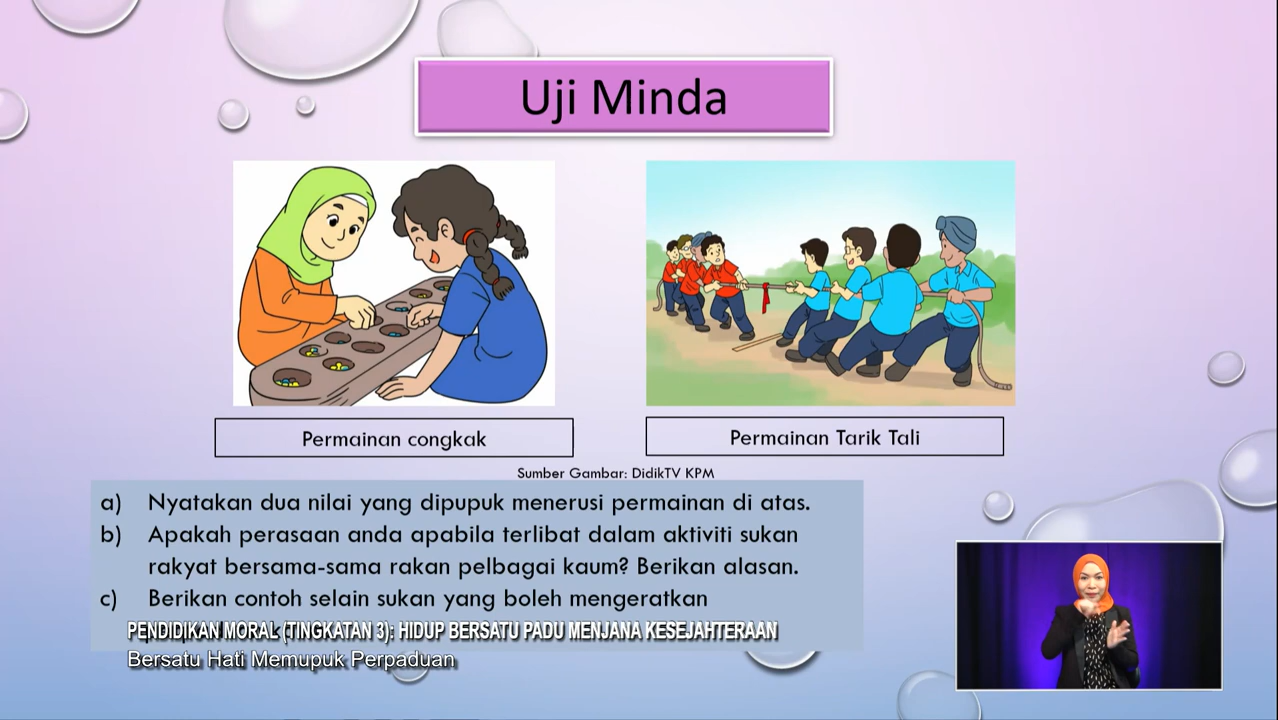 Uji Minda
Permainan congkak
Permainan Tarik Tali
Sumber Gambar: DidikTV KPM
a) Nyatakan dua nilai yang dipupuk menerusi permainan di atas.
b) Apakah perasaan anda apabila terlibat dalam aktiviti sukan
rakyat bersama-sama rakan pelbagai kaum? Berikan alasan.
c) Berikan contoh selain sukan yang boleh mengeratkan
PENDIDIKAN MORAL (TINGKATAN 3): HIDUP BERSATU PADU MENJANA KESEJAHTERAAN
Bersatu Hati Memupuk Perpaduan